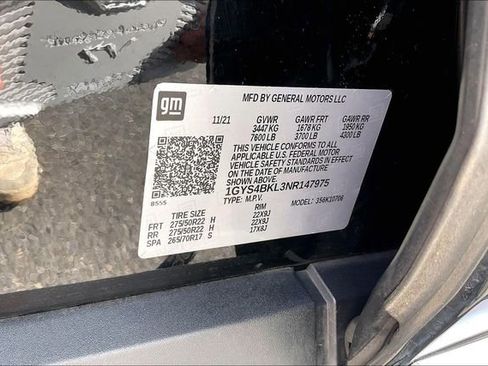 gm
MFD BY GENERAL MOTORS LLC
11/21 GVWR GAWR FRT GAWR RR
3447 KG 1678 KG 1950 KG
7600 LB 3700 LB 4300 LB
THIS VEHICLE CONFORMS TO ALL
APPLICABLE U.S. FEDERAL MOTOR
VEHICLE SAFETY STANDARDS IN EFFECT
ON THE DATE OF MANUFACTURE SHOWN ABOVE.
1GYS4BKL3NR147975
TYPE: M.P.V. MODEL: 356K10706
TIRE SIZE RIM
FRT 275/50R22 H 22X9J
RR 275/50R22 H 22X9J
SPA 265/70R17 S 17X8J